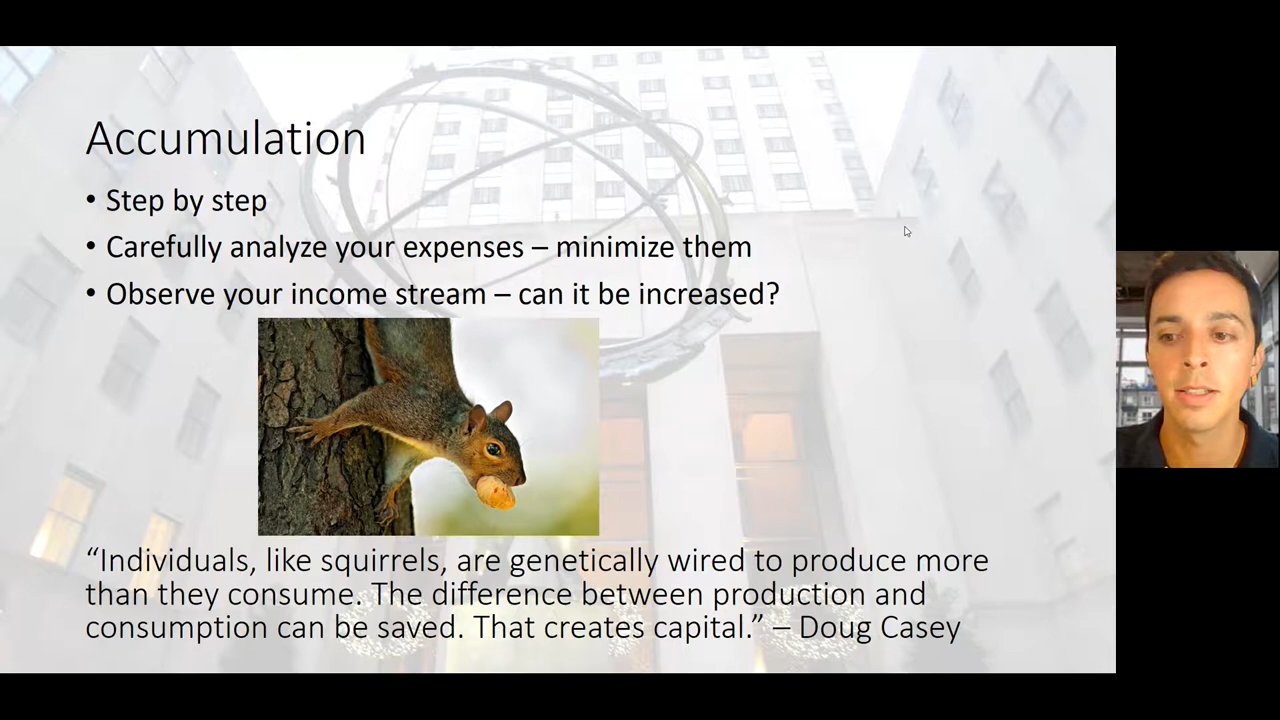 Accumulation
• Step by step
• Carefully analyze your expenses – minimize them
• Observe your income stream – can it be increased?
“Individuals, like squirrels, are genetically wired to produce more
than they consume. The difference between production and
consumption can be saved. That creates capital.” – Doug Casey